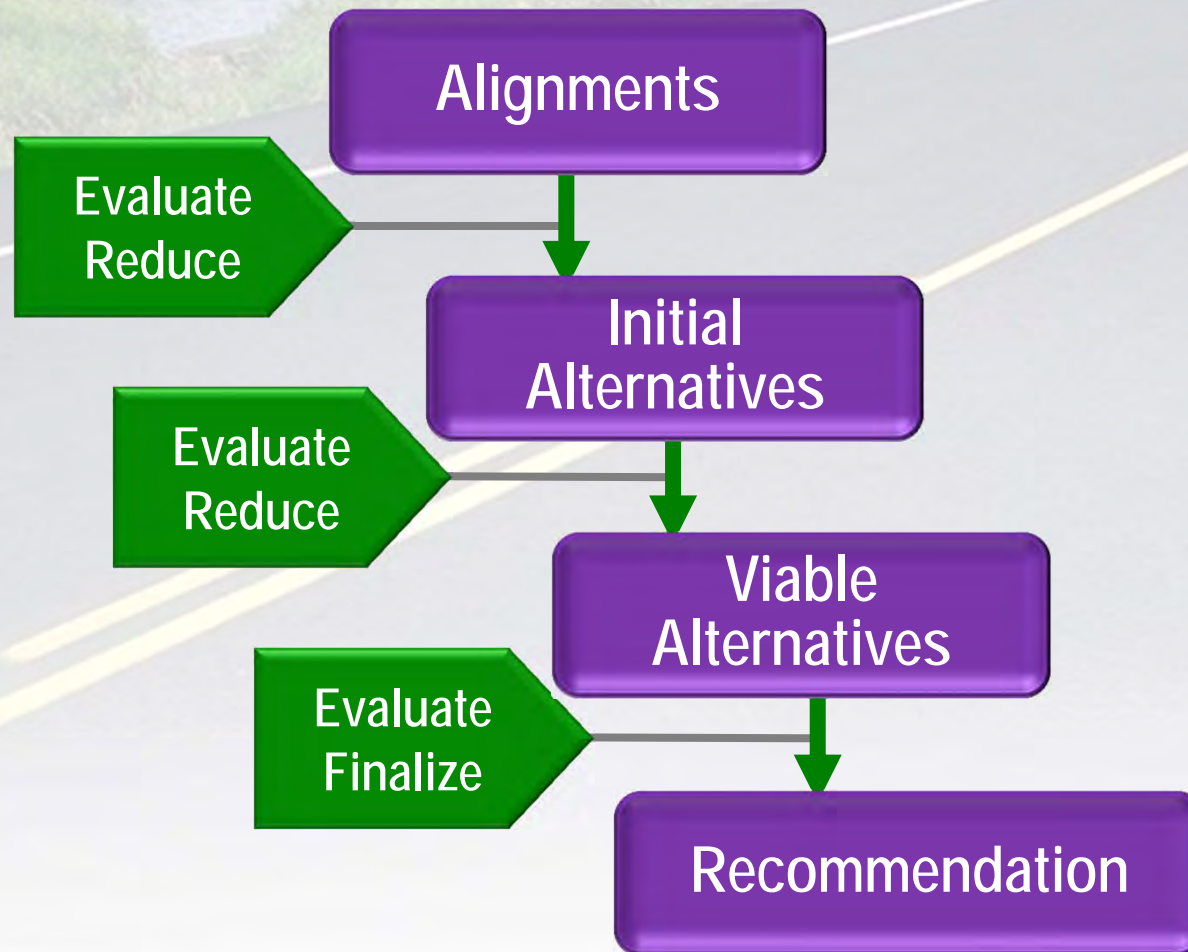 Alignments
Evaluate
Reduce
Initial
Alternatives
Evaluate
Reduce
Viable
Alternatives
Evaluate
Finalize
Recommendation